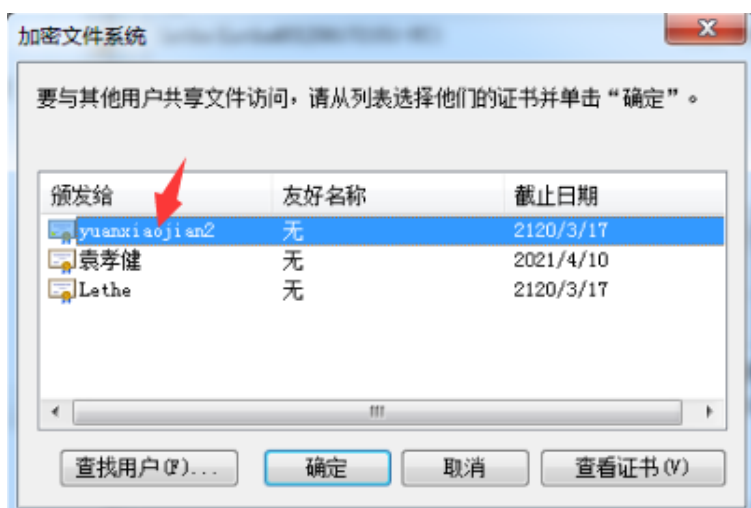 加密文件系统
要与其他用户共享文件访问，请从列表选择他们的证书并单击“确定”。
颁发给 友好名称 截止日期
yuanxiaojian2 无 2120/3/17
袁孝健 无 2021/4/10
Lethe 无 2120/3/17
查找用户(F)... 确定 取消 查看证书(V)